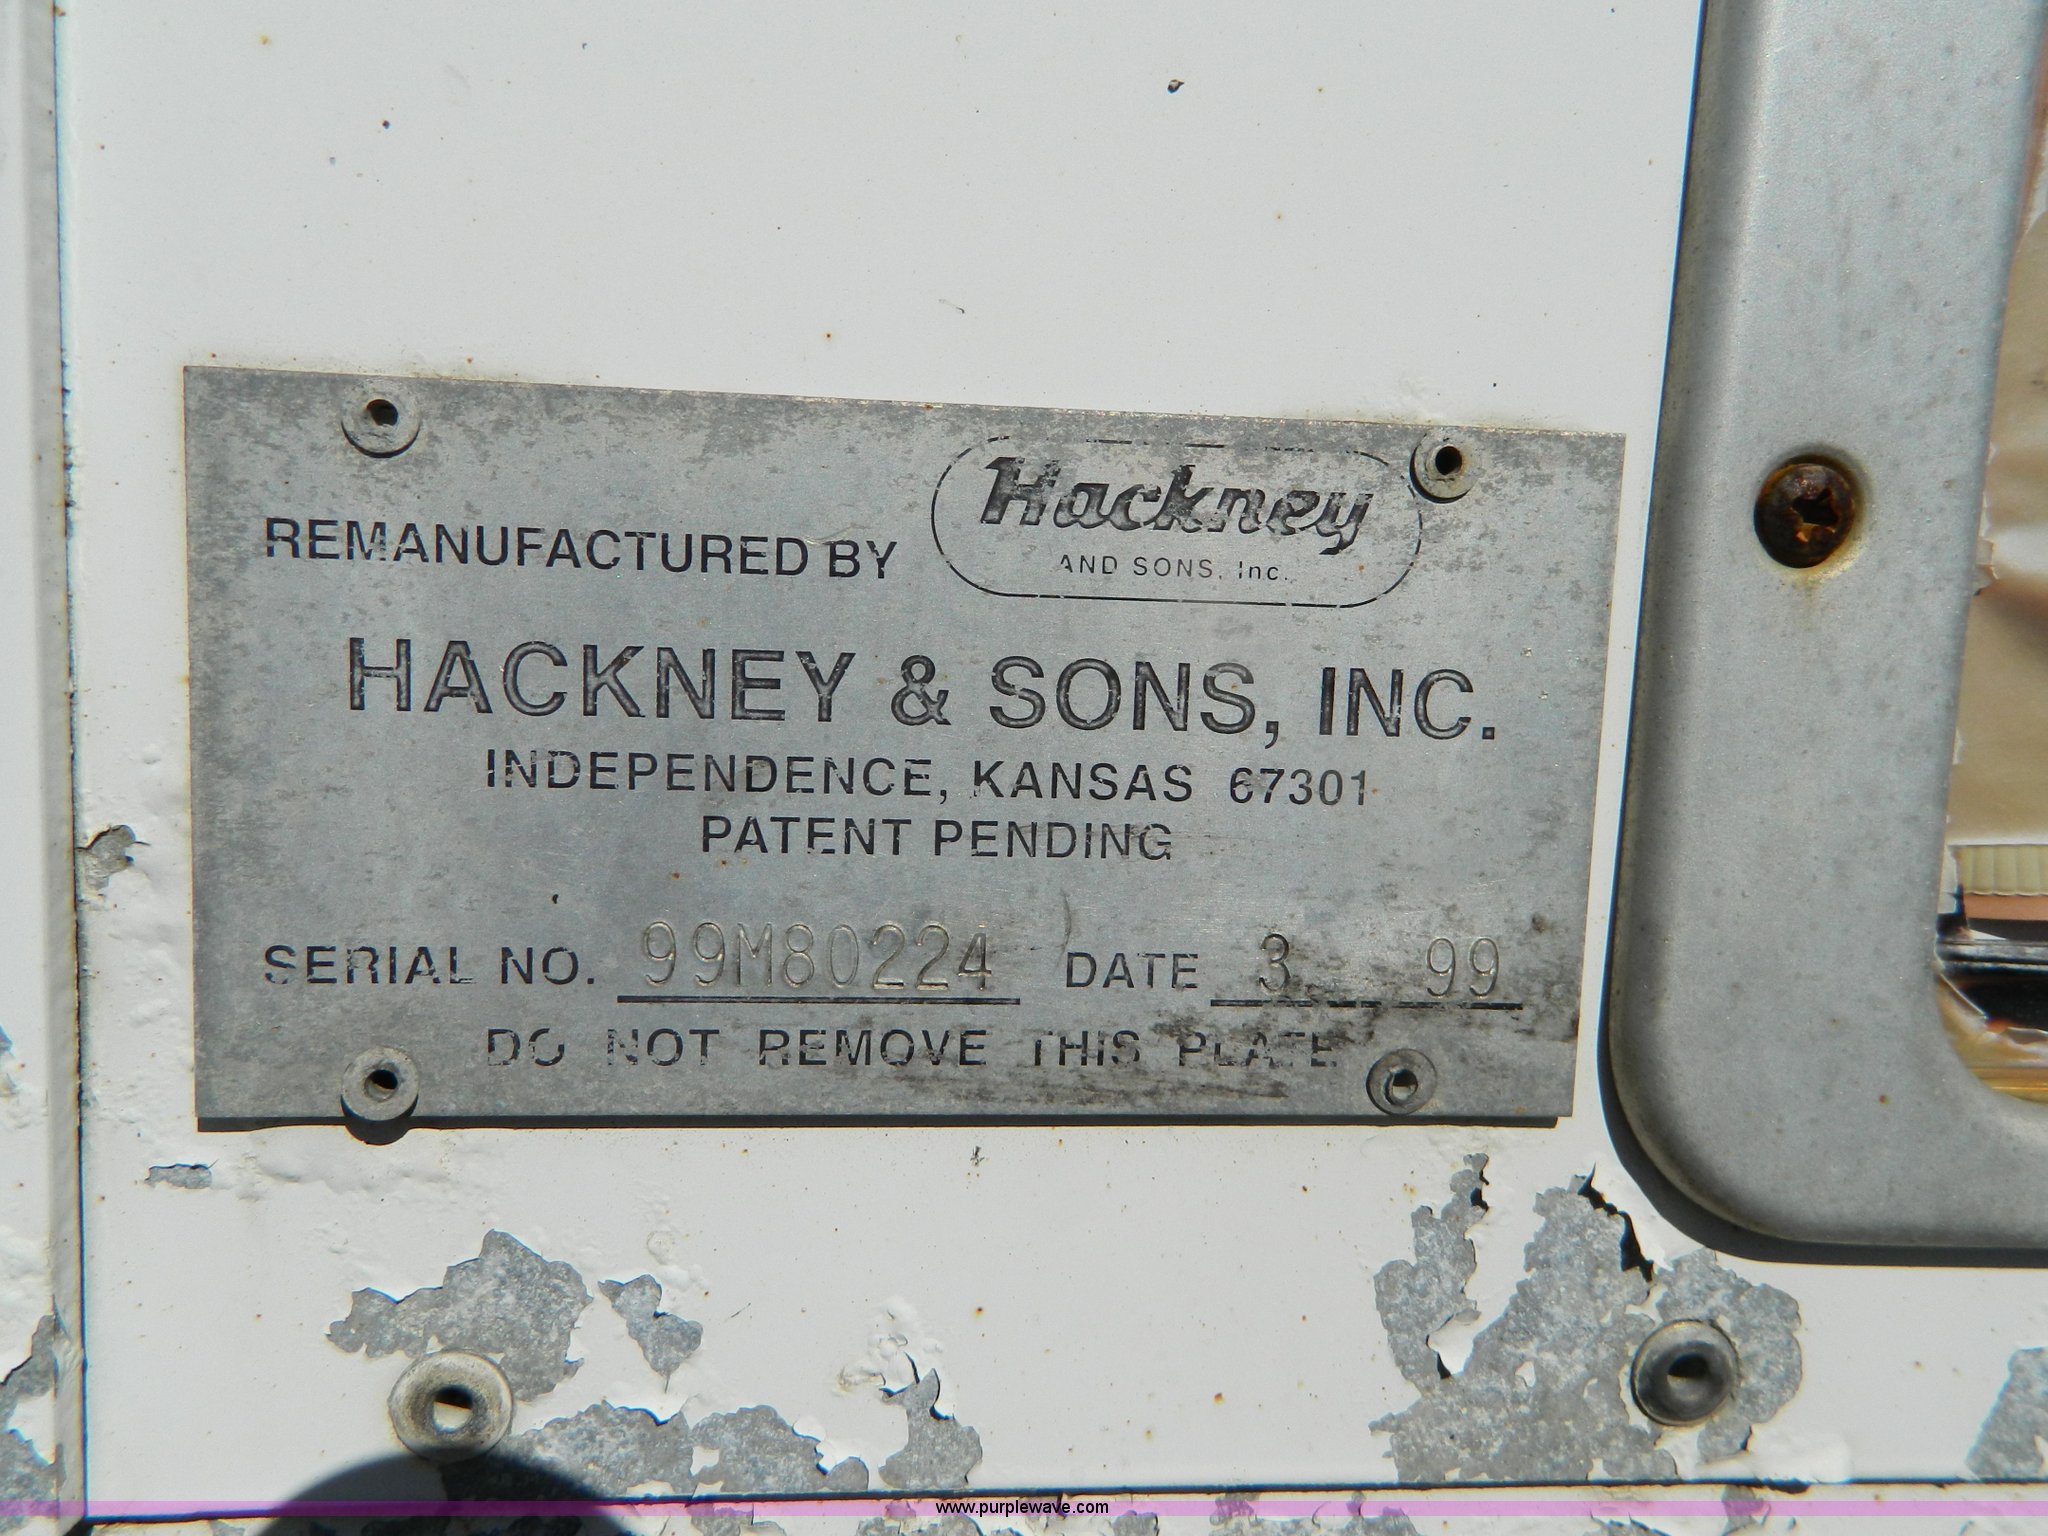 REMANUFACTURED BY Hackney
AND SONS, Inc.
HACKNEY & SONS, INC.
INDEPENDENCE, KANSAS 67301
PATENT PENDING
SERIAL NO. 99M80224 DATE 3 99
DO NOT REMOVE THIS PLATE
www.purplewave.com